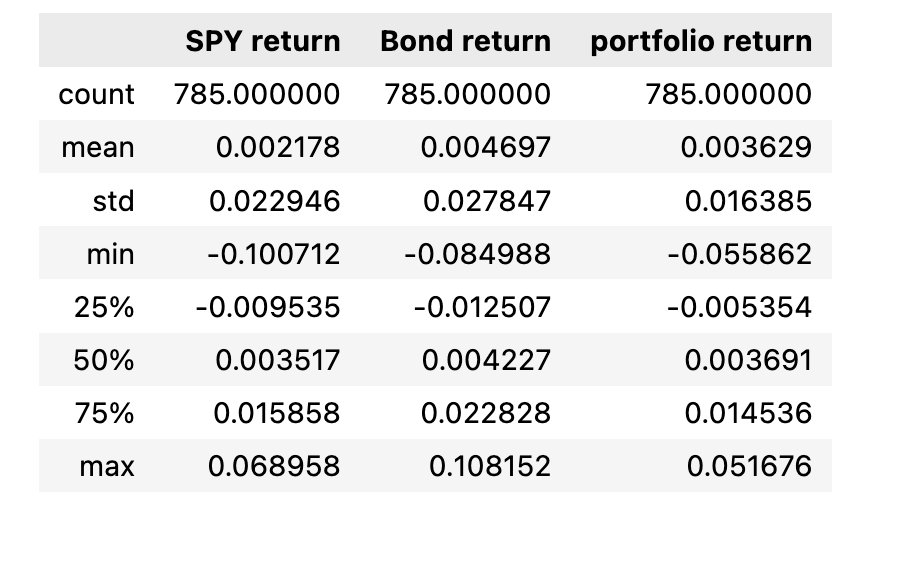 SPY return Bond return portfolio return
count 785.000000 785.000000 785.000000
mean 0.002178 0.004697 0.003629
std 0.022946 0.027847 0.016385
min -0.100712 -0.084988 -0.055862
25% -0.009535 -0.012507 -0.005354
50% 0.003517 0.004227 0.003691
75% 0.015858 0.022828 0.014536
max 0.068958 0.108152 0.051676